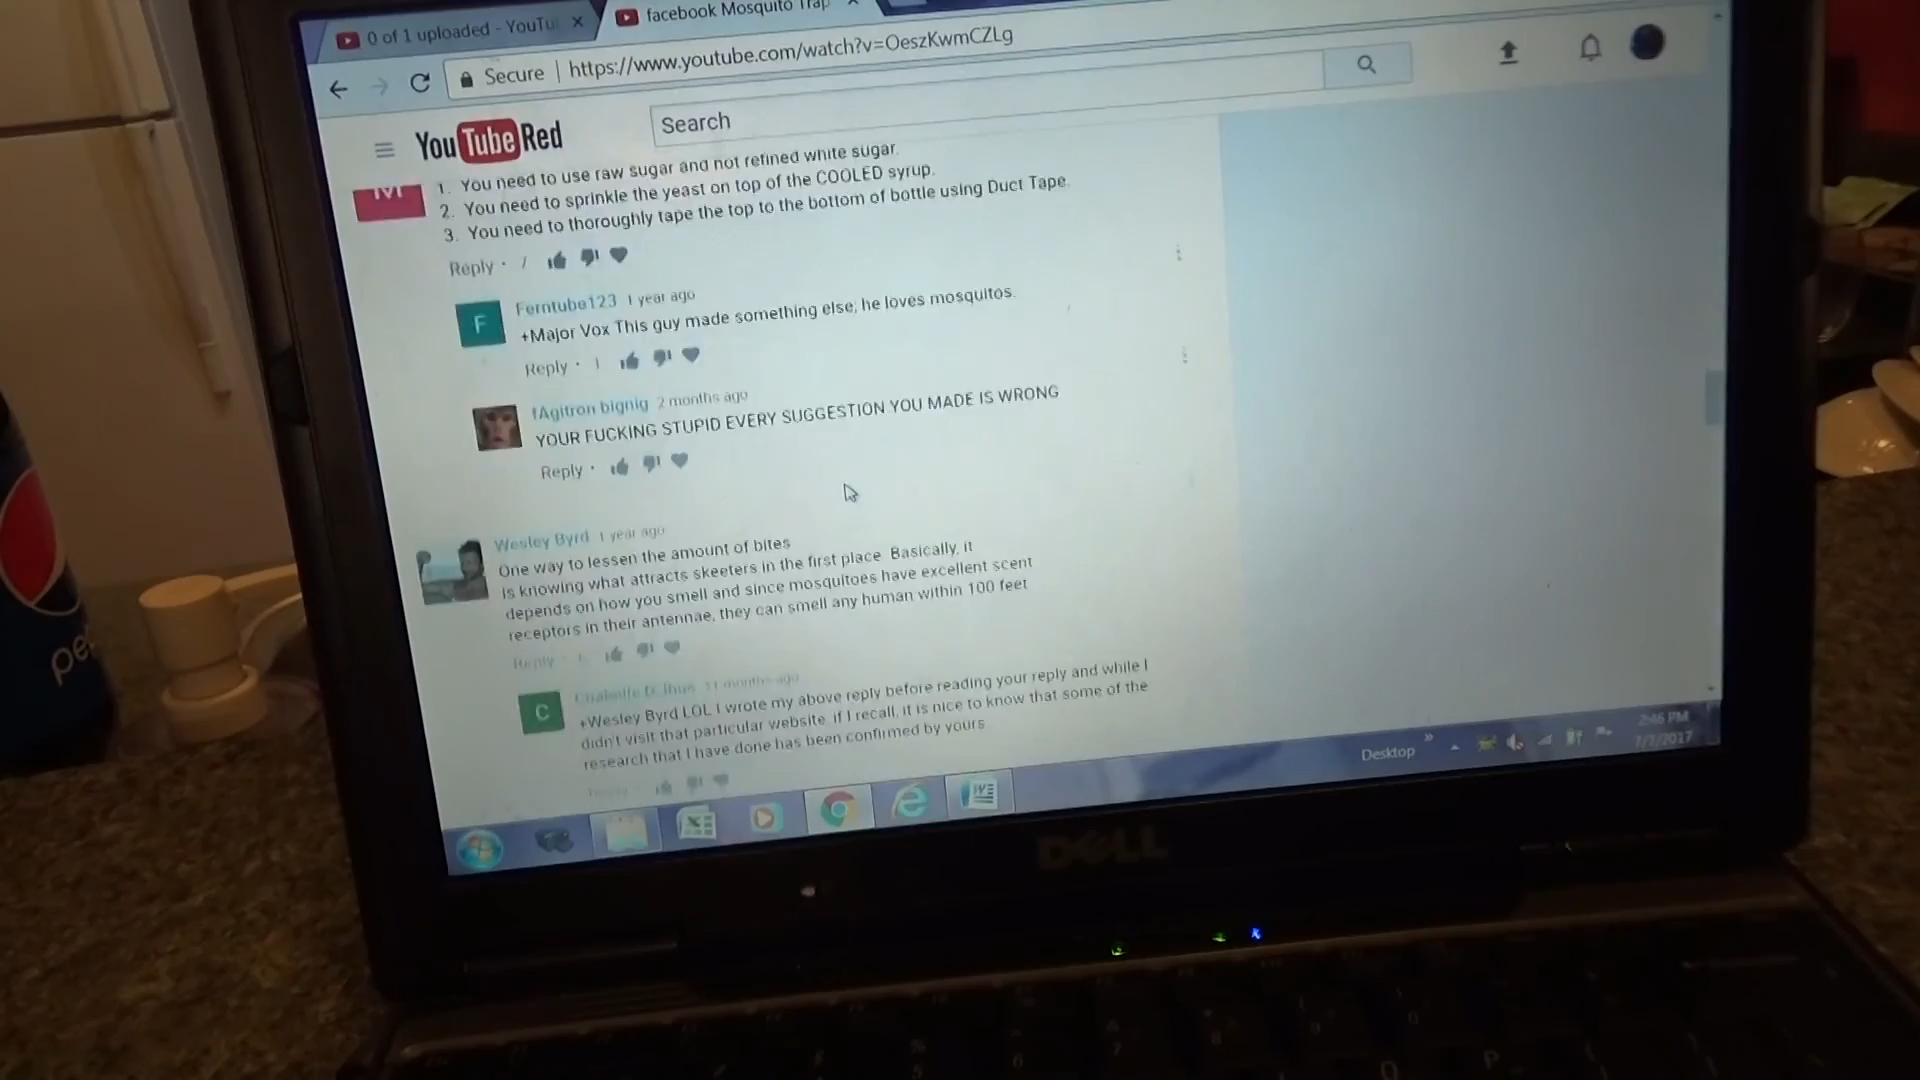 0 of 1 uploaded - YouTu
facebook Mosquito Trap
Secure | https://www.youtube.com/watch?v=OeszKwmCZLg
YouTube Red
Search
1. You need to use raw sugar and not refined white sugar.
2. You need to sprinkle the yeast on top of the COOLED syrup.
3. You need to thoroughly tape the top to the bottom of bottle using Duct Tape.
Reply · 7
F
Ferntube123 1 year ago
+Major Vox This guy made something else, he loves mosquitos.
Reply · 1
fAgitron bignig 2 months ago
YOUR FUCKING STUPID EVERY SUGGESTION YOU MADE IS WRONG
Reply ·
Wesley Byrd 1 year ago
One way to lessen the amount of bites
is knowing what attracts skeeters in the first place. Basically, it
depends on how you smell and since mosquitoes have excellent scent
receptors in their antennae, they can smell any human within 100 feet
Reply
C
11 months ago
+Wesley Byrd LOL I wrote my above reply before reading your reply and while I
didn't visit that particular website, if I recall, it is nice to know that some of the
research that I have done has been confirmed by yours
Desktop
2:46 PM
7/7/2017
DELL
pe